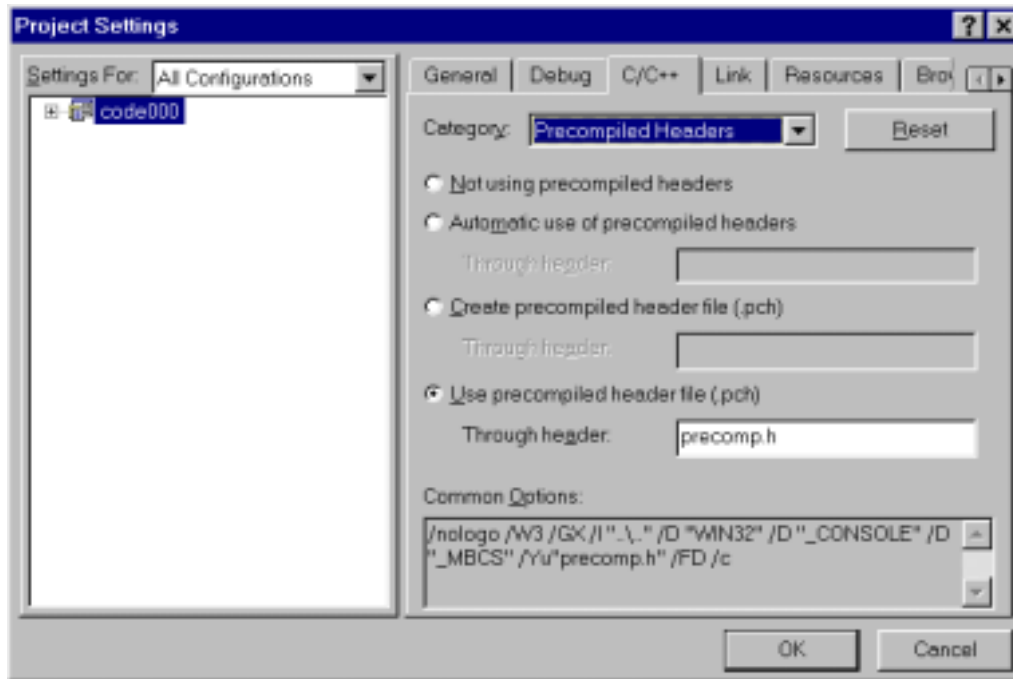 Project Settings
Settings For: All Configurations
code000
General Debug C/C++ Link Resources Brow
Category: Precompiled Headers Reset
Not using precompiled headers
Automatic use of precompiled headers
Through header:
Create precompiled header file (.pch)
Through header:
Use precompiled header file (.pch)
Through header: precomp.h
Common Options:
/nologo /W3 /GX /I "..\.." /D "WIN32" /D "_CONSOLE" /D
"_MBCS" /Yu"precomp.h" /FD /c
OK Cancel